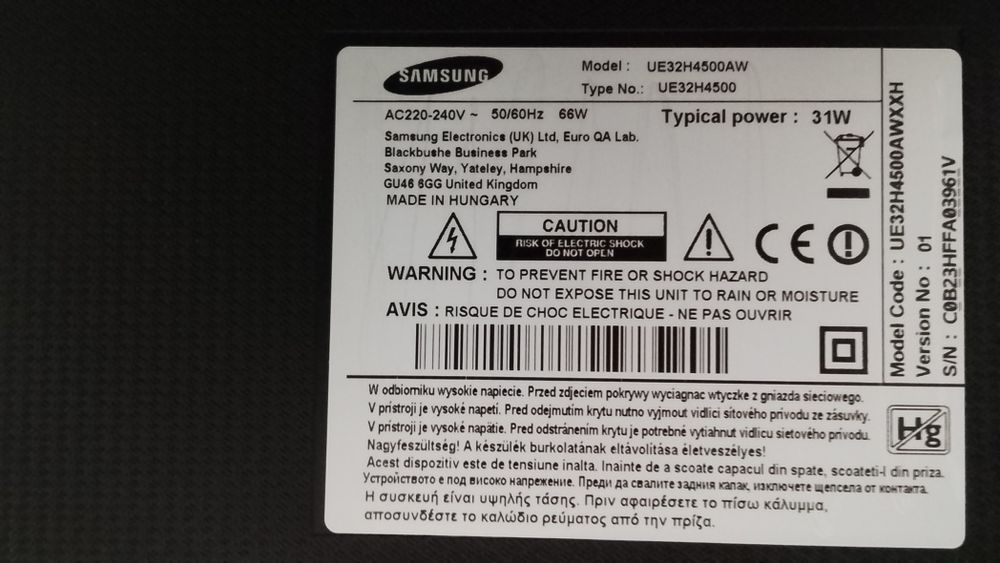 SAMSUNG
Model : UE32H4500AW
Type No.: UE32H4500
AC220-240V ~ 50/60Hz 66W
Typical power : 31W
Samsung Electronics (UK) Ltd, Euro QA Lab.
Blackbushe Business Park
Saxony Way, Yateley, Hampshire
GU46 6GG United Kingdom
MADE IN HUNGARY
CAUTION
RISK OF ELECTRIC SHOCK
DO NOT OPEN
CE
WARNING : TO PREVENT FIRE OR SHOCK HAZARD
DO NOT EXPOSE THIS UNIT TO RAIN OR MOISTURE
AVIS : RISQUE DE CHOC ELECTRIQUE - NE PAS OUVRIR
Model Code : UE32H4500AWXXH
Version No : 01
S/N : C0B23HFFA03961V
W odbiorniku wysokie napiecie. Przed zdjeciem pokrywy wyciagnac wtyczke z gniazda sieciowego.
V prístroji je vysoké napetí. Pred odejmutím krytu nutno vyjmout vidlici sítového prívodu ze zásuvky.
V prístroji je vysoké napätie. Pred odstránením krytu je potrebné vytiahnut vidlicu sietového prívodu.
Nagyfeszültség! A készülék burkolatának eltávolítása életveszélyes!
Acest dispozitiv este de tensiune inalta. Inainte de a scoate capacul din spate, scoateti-l din priza.
Устройството е под високо напрежение. Преди да свалите задния капак, изключете щепсела от контакта.
Η συσκευή είναι υψηλής τάσης. Πριν αφαιρέσετε το πίσω κάλυμμα,
αποσυνδέστε το καλώδιο ρεύματος από την πρίζα.
Hg